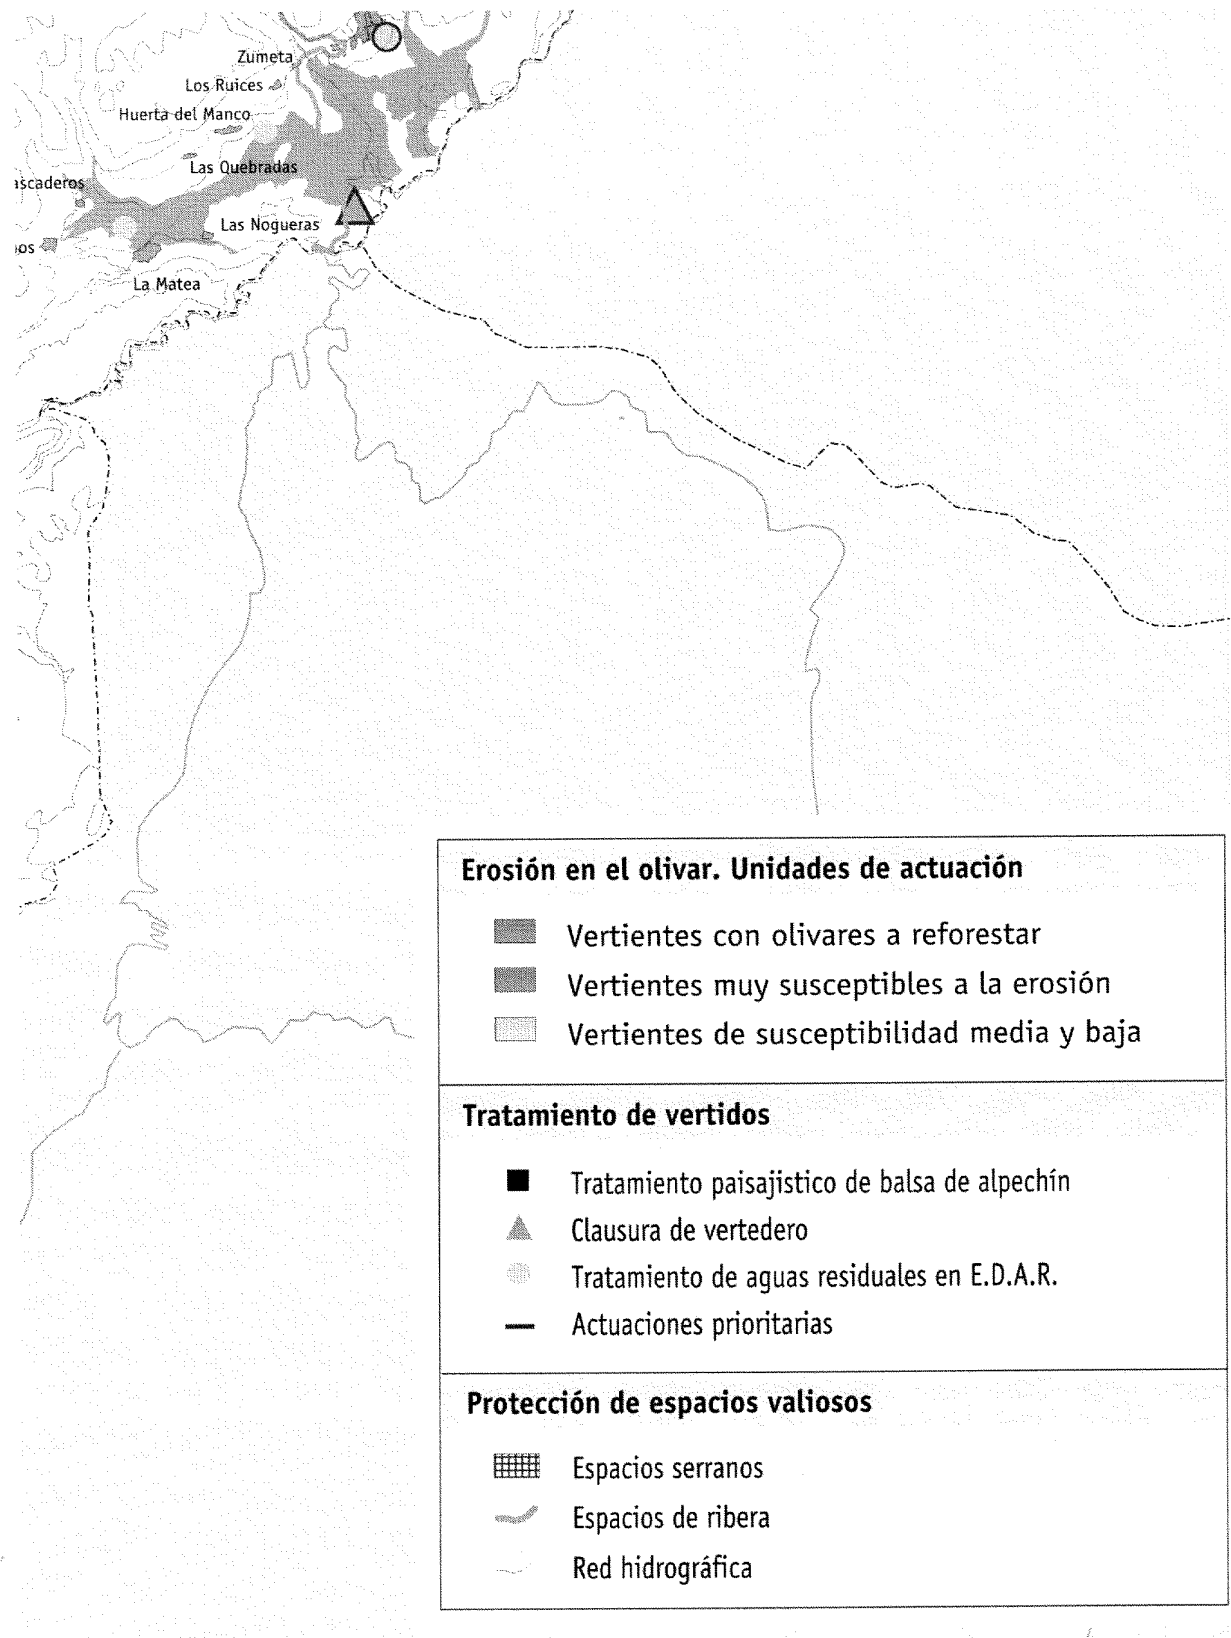 Zumeta
Los Ruices
Huerta del Manco
Las Quebradas
ascaderos
Las Nogueras
os
La Matea
Erosión en el olivar. Unidades de actuación
Vertientes con olivares a reforestar
Vertientes muy susceptibles a la erosión
Vertientes de susceptibilidad media y baja
Tratamiento de vertidos
Tratamiento paisajistico de balsa de alpechín
Clausura de vertedero
Tratamiento de aguas residuales en E.D.A.R.
Actuaciones prioritarias
Protección de espacios valiosos
Espacios serranos
Espacios de ribera
Red hidrográfica